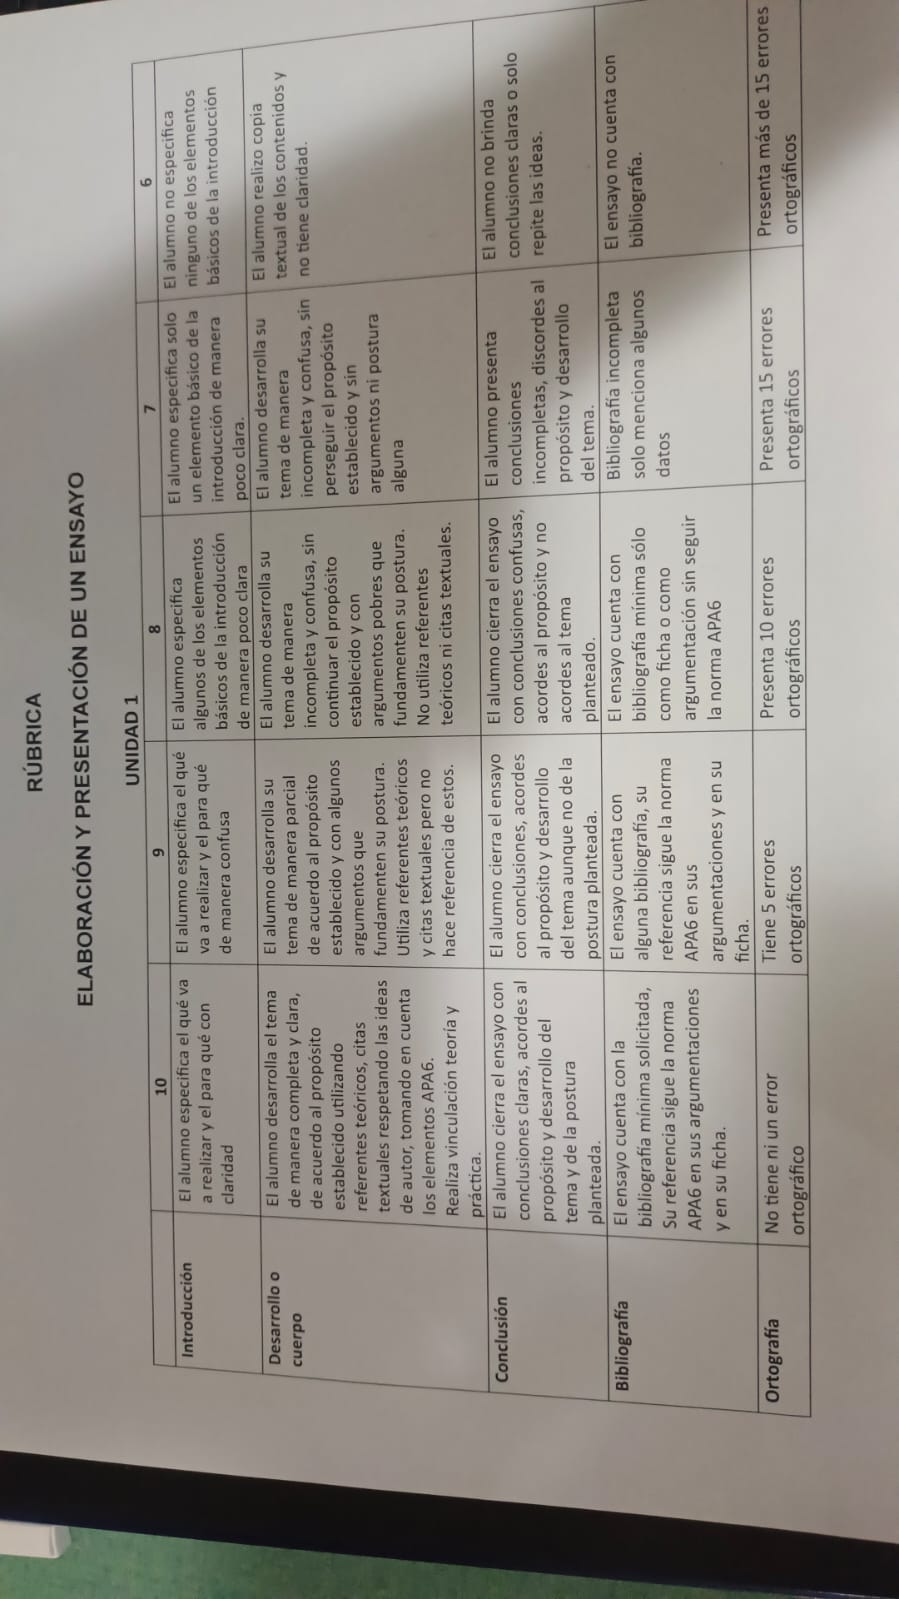 RÚBRICA
ELABORACIÓN Y PRESENTACIÓN DE UN ENSAYO
UNIDAD 1
10
9
8
7
6
Introducción
El alumno especifica el qué va
a realizar y el para qué con
claridad
El alumno especifica el qué
va a realizar y el para qué
de manera confusa
El alumno especifica
algunos de los elementos
básicos de la introducción
de manera poco clara
El alumno especifica solo
un elemento básico de la
introducción de manera
poco clara.
El alumno no especifica
ninguno de los elementos
básicos de la introducción
Desarrollo o
cuerpo
El alumno desarrolla el tema
de manera completa y clara,
de acuerdo al propósito
establecido utilizando
referentes teóricos, citas
textuales respetando las ideas
de autor, tomando en cuenta
los elementos APA6.
Realiza vinculación teoría y
práctica.
El alumno desarrolla su
tema de manera parcial
de acuerdo al propósito
establecido y con algunos
argumentos que
fundamenten su postura.
Utiliza referentes teóricos
y citas textuales pero no
hace referencia de estos.
El alumno desarrolla su
tema de manera
incompleta y confusa, sin
continuar el propósito
establecido y con
argumentos pobres que
fundamenten su postura.
No utiliza referentes
teóricos ni citas textuales.
El alumno desarrolla su
tema de manera
incompleta y confusa, sin
perseguir el propósito
establecido y sin
argumentos ni postura
alguna
El alumno realizo copia
textual de los contenidos y
no tiene claridad.
Conclusión
El alumno cierra el ensayo con
conclusiones claras, acordes al
propósito y desarrollo del
tema y de la postura
planteada.
El alumno cierra el ensayo
con conclusiones, acordes
al propósito y desarrollo
del tema aunque no de la
postura planteada.
El alumno cierra el ensayo
con conclusiones confusas,
acordes al propósito y no
acordes al tema
planteado.
El alumno presenta
conclusiones
incompletas, discordes al
propósito y desarrollo
del tema.
El alumno no brinda
conclusiones claras o solo
repite las ideas.
Bibliografía
El ensayo cuenta con la
bibliografía mínima solicitada,
Su referencia sigue la norma
APA6 en sus argumentaciones
y en su ficha.
El ensayo cuenta con
alguna bibliografía, su
referencia sigue la norma
APA6 en sus
argumentaciones y en su
ficha.
El ensayo cuenta con
bibliografía mínima sólo
como ficha o como
argumentación sin seguir
la norma APA6
Bibliografía incompleta
solo menciona algunos
datos
El ensayo no cuenta con
bibliografía.
Ortografía
No tiene ni un error
ortográfico
Tiene 5 errores
ortográficos
Presenta 10 errores
ortográficos
Presenta 15 errores
ortográficos
Presenta más de 15 errores
ortográficos